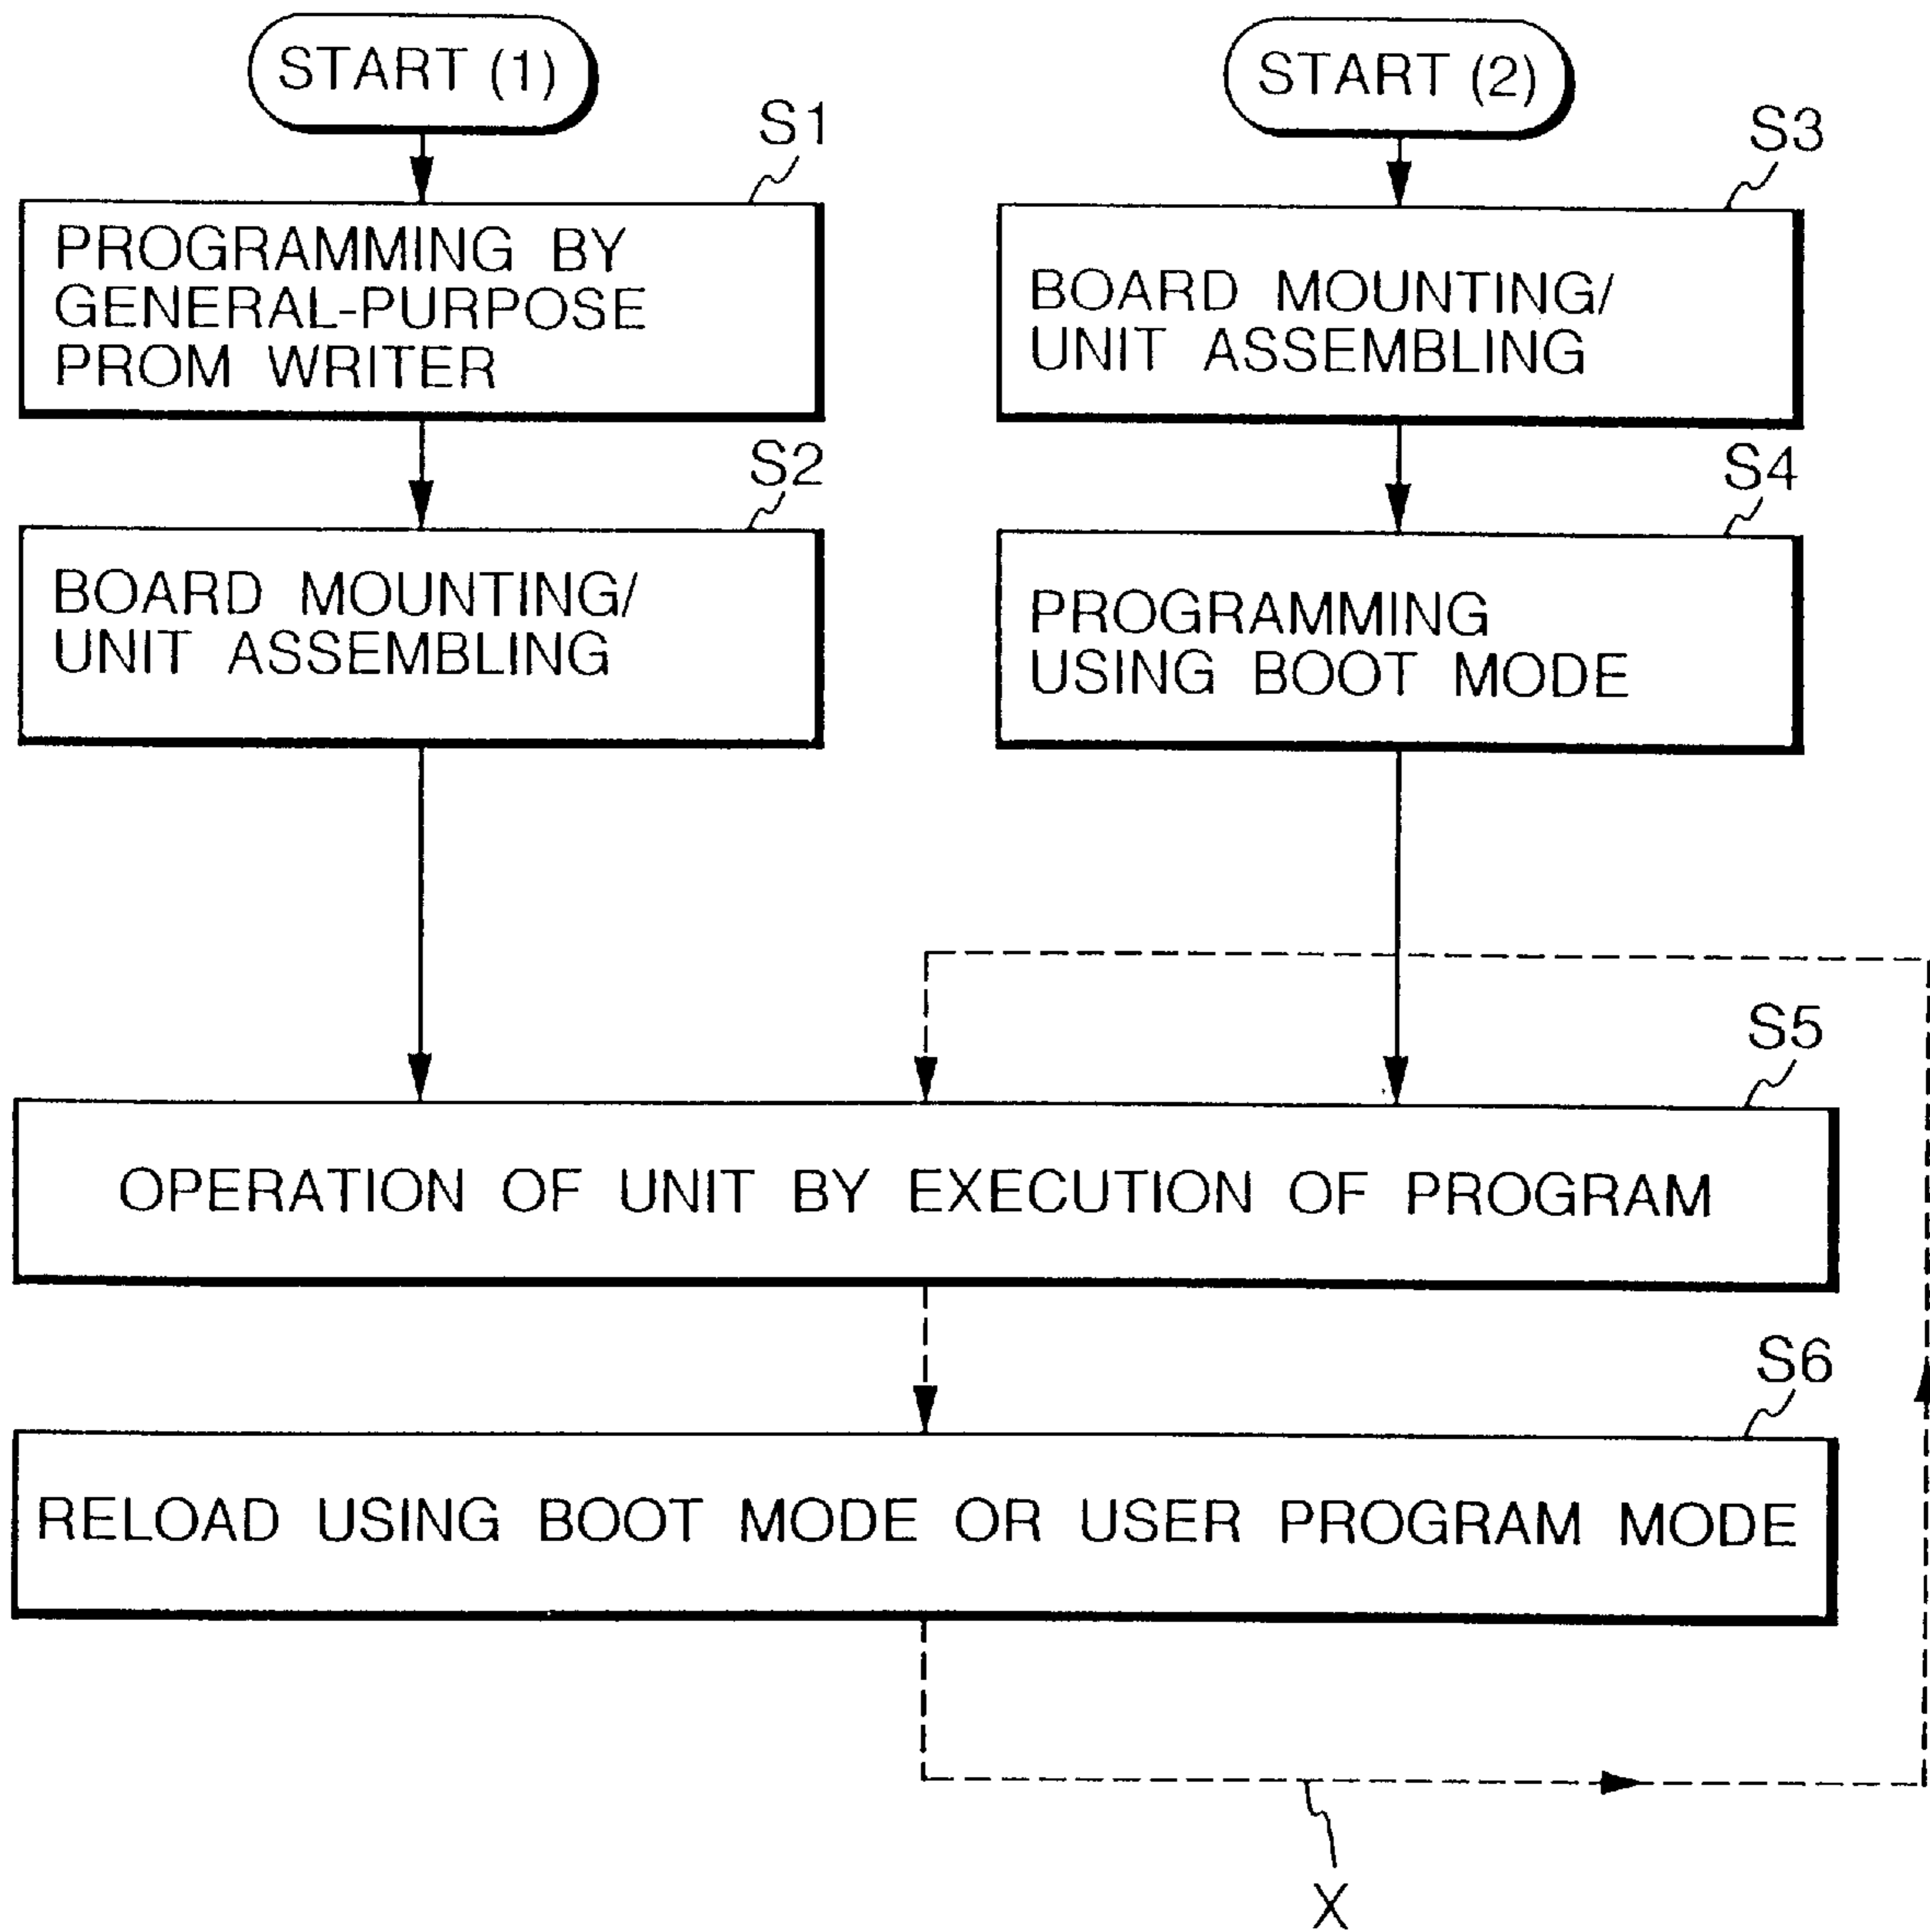 START (1)
S1
PROGRAMMING BY
GENERAL-PURPOSE
PROM WRITER
S2
BOARD MOUNTING/
UNIT ASSEMBLING
START (2)
S3
BOARD MOUNTING/
UNIT ASSEMBLING
S4
PROGRAMMING
USING BOOT MODE
S5
OPERATION OF UNIT BY EXECUTION OF PROGRAM
S6
RELOAD USING BOOT MODE OR USER PROGRAM MODE
X